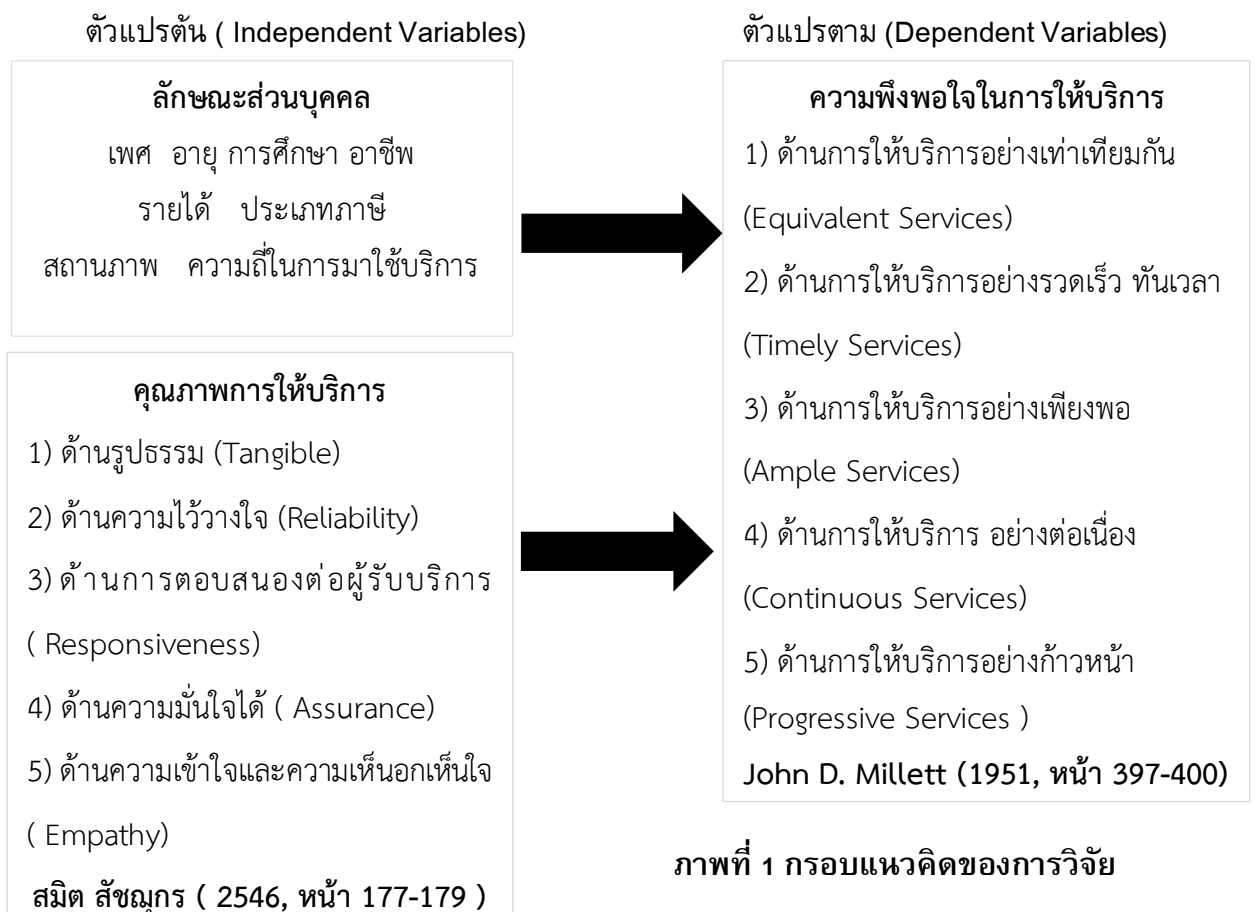 ตัวแปรต้น ( Independent Variables)
ลักษณะส่วนบุคคล
เพศ อายุ การศึกษา อาชีพ
รายได้ ประเภทภาษี
สถานภาพ ความถี่ในการมาใช้บริการ
คุณภาพการให้บริการ
1) ด้านรูปธรรม (Tangible)
2) ด้านความไว้วางใจ (Reliability)
3) ด้านการตอบสนองต่อผู้รับบริการ
( Responsiveness)
4) ด้านความมั่นใจได้ ( Assurance)
5) ด้านความเข้าใจและความเห็นอกเห็นใจ
( Empathy)
สมิต สัชฌุกร ( 2546, หน้า 177-179 )
ตัวแปรตาม (Dependent Variables)
ความพึงพอใจในการให้บริการ
1) ด้านการให้บริการอย่างเท่าเทียมกัน
(Equivalent Services)
2) ด้านการให้บริการอย่างรวดเร็ว ทันเวลา
(Timely Services)
3) ด้านการให้บริการอย่างเพียงพอ
(Ample Services)
4) ด้านการให้บริการ อย่างต่อเนื่อง
(Continuous Services)
5) ด้านการให้บริการอย่างก้าวหน้า
(Progressive Services )
John D. Millett (1951, หน้า 397-400)
ภาพที่ 1 กรอบแนวคิดของการวิจัย